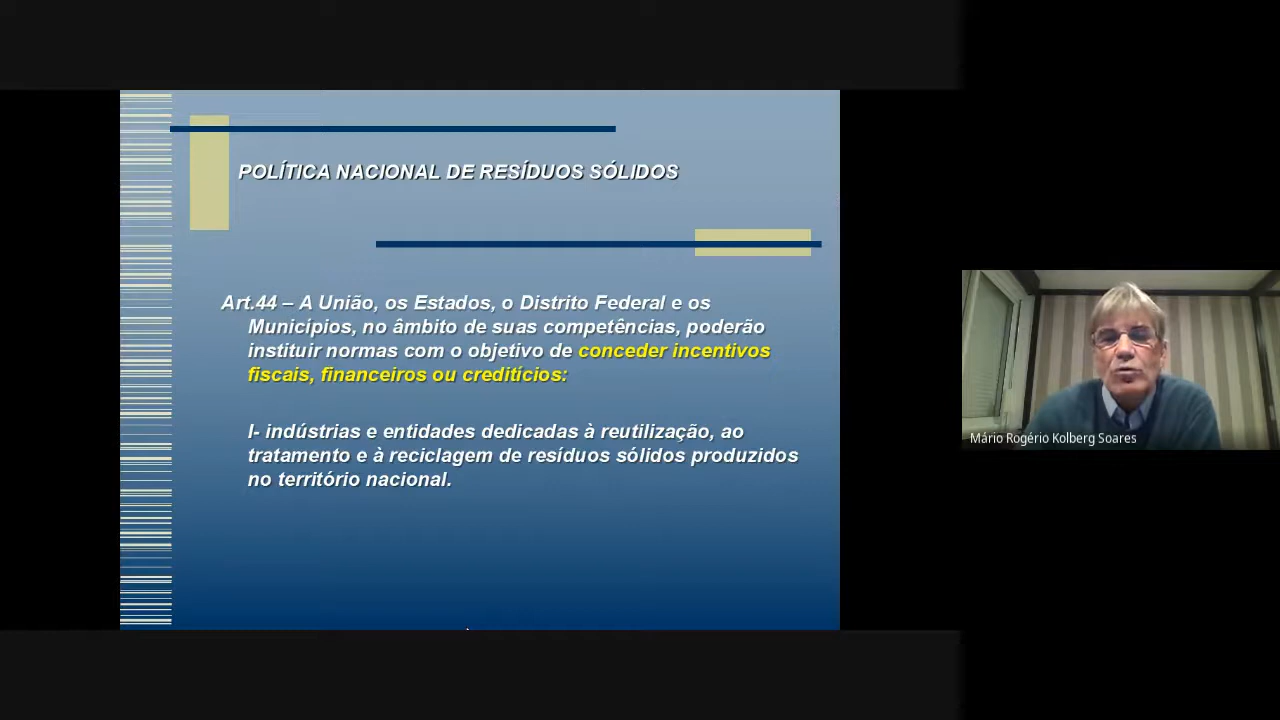 POLÍTICA NACIONAL DE RESÍDUOS SÓLIDOS
Art.44 – A União, os Estados, o Distrito Federal e os
Municípios, no âmbito de suas competências, poderão
instituir normas com o objetivo de conceder incentivos
fiscais, financeiros ou creditícios:
I- indústrias e entidades dedicadas à reutilização, ao
tratamento e à reciclagem de resíduos sólidos produzidos
no território nacional.
Mário Rogério Kolberg Soares